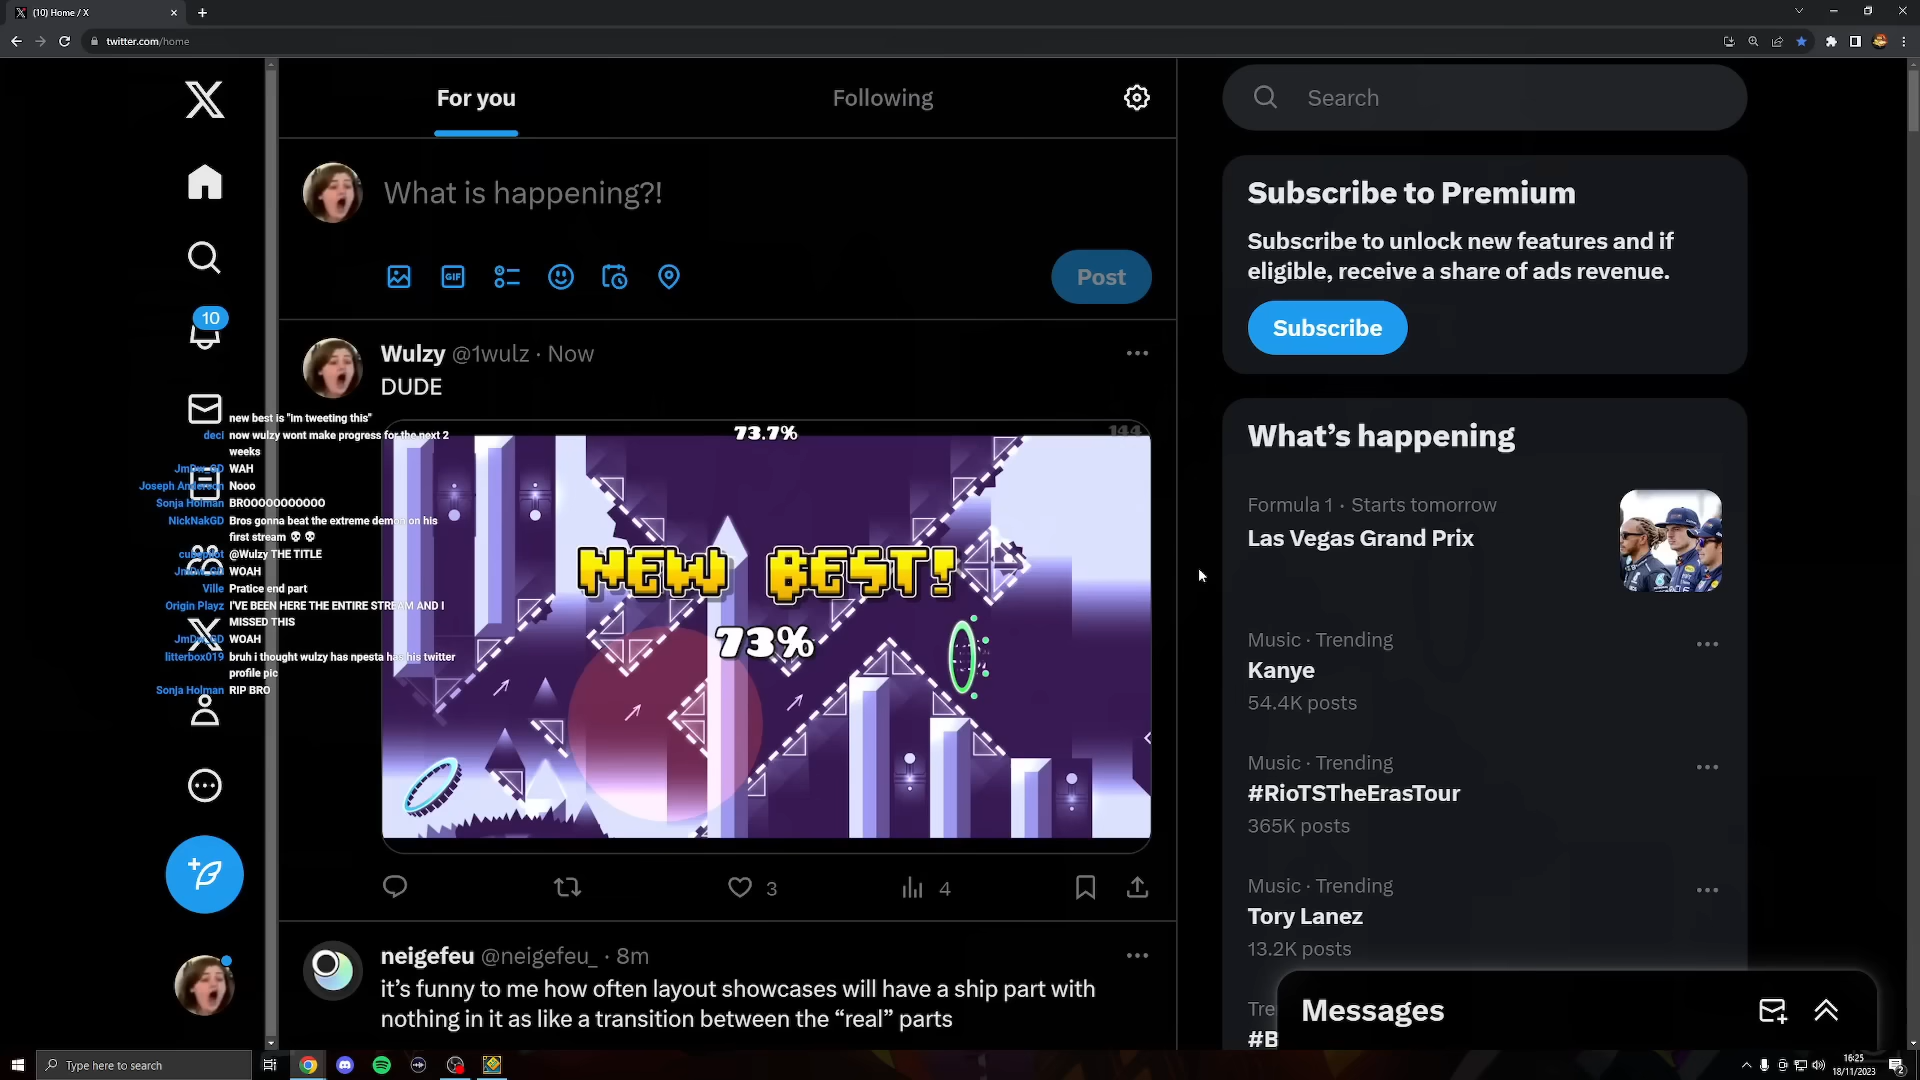 (10) Home / X
twitter.com/home
For you
Following
Search
What is happening?!
GIF
Post
Subscribe to Premium
Subscribe to unlock new features and if
eligible, receive a share of ads revenue.
Subscribe
10
Wulzy @1wulz · Now
DUDE
73.7%
144
NEW BEST!
73%
3
4
new best is "im tweeting this"
deci now wulzy wont make progress for the next 2
weeks
JmDw_GD WAH
Joseph Anderson Nooo
Sonja Holman BROOOOOOOOOOO
NickNakGD Bros gonna beat the extreme demon on his
first stream 💀💀
@Wulzy THE TITLE
JmDw_GD WOAH
Ville Pratice end part
Origin Playz I'VE BEEN HERE THE ENTIRE STREAM AND I
MISSED THIS
JmDw_GD WOAH
litterbox019 bruh i thought wulzy has npesta has his twitter
profile pic
Sonja Holman RIP BRO
neigefeu @neigefeu_ · 8m
it's funny to me how often layout showcases will have a ship part with
nothing in it as like a transition between the “real” parts
What's happening
Formula 1 · Starts tomorrow
Las Vegas Grand Prix
Music · Trending
Kanye
54.4K posts
Music · Trending
#RioTSTheErasTour
365K posts
Music · Trending
Tory Lanez
13.2K posts
Tre
#B
Messages
Type here to search
16:25
18/11/2023
2